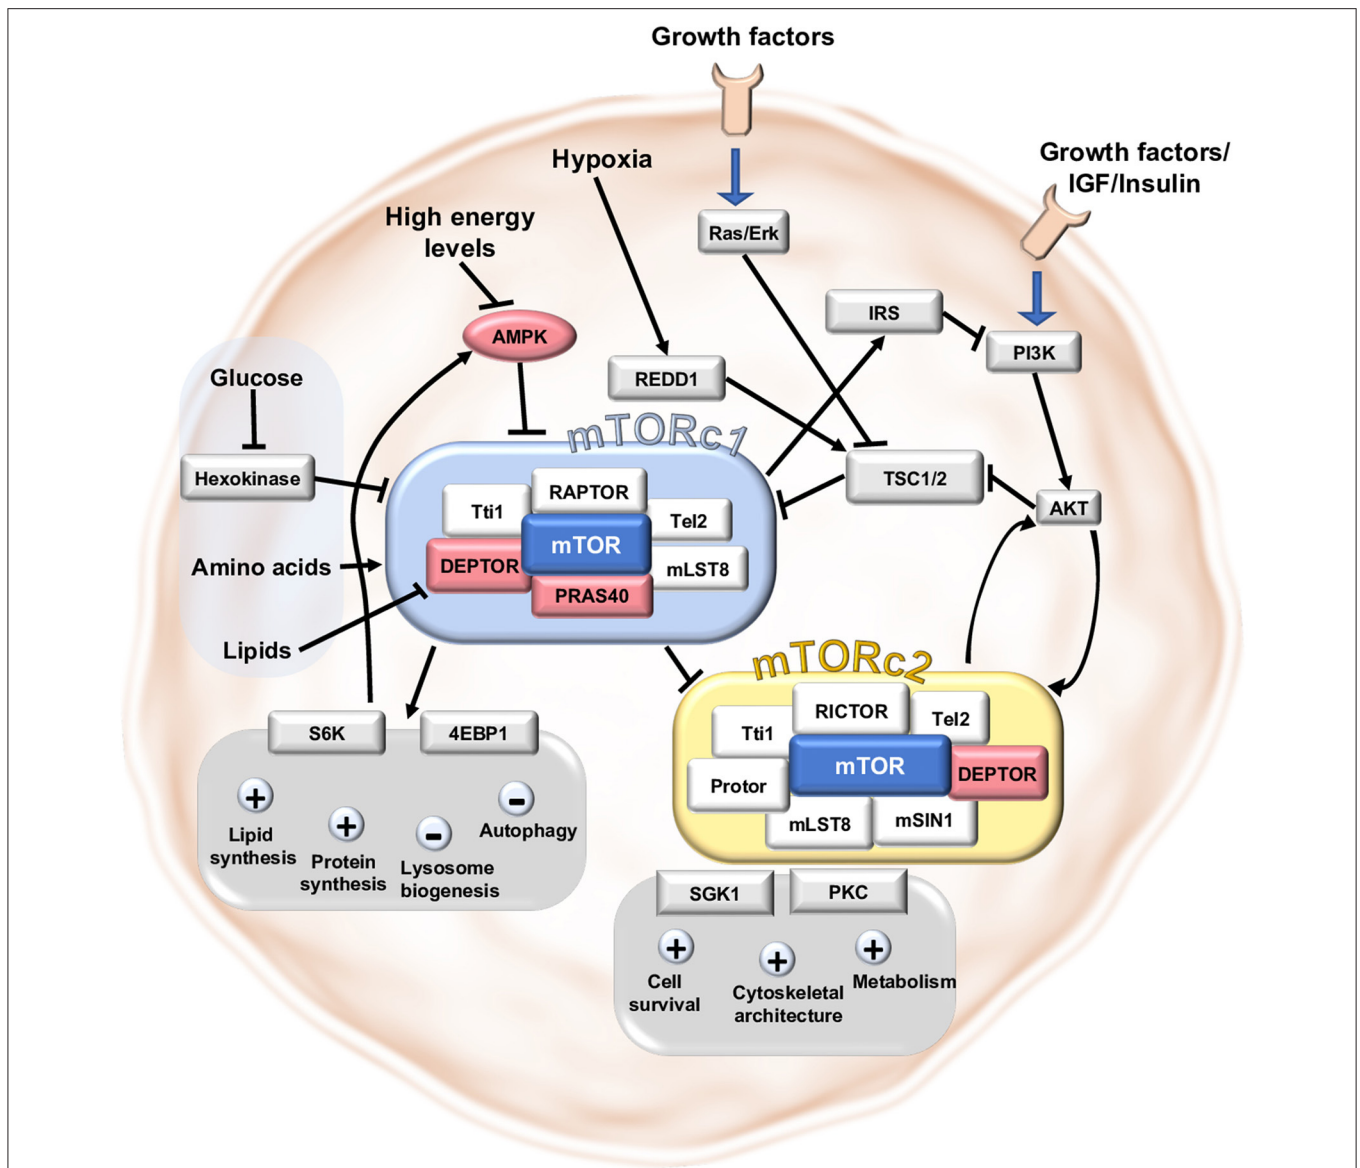 Growth factors
Hypoxia
Growth factors/
IGF/Insulin
High energy
levels
Ras/Erk
IRS
AMPK
PI3K
Glucose
REDD1
mTORc1
Hexokinase
TSC1/2
RAPTOR
Tti1
Tel2
AKT
mTOR
DEPTOR
mLST8
Amino acids
PRAS40
Lipids
mTORc2
S6K
4EBP1
RICTOR
Tel2
Tti1
mTOR
DEPTOR
Protor
mLST8
mSIN1
+
Lipid
synthesis
+
Protein
synthesis
-
Lysosome
biogenesis
-
Autophagy
SGK1
PKC
+
Cell
survival
+
Cytoskeletal
architecture
+
Metabolism